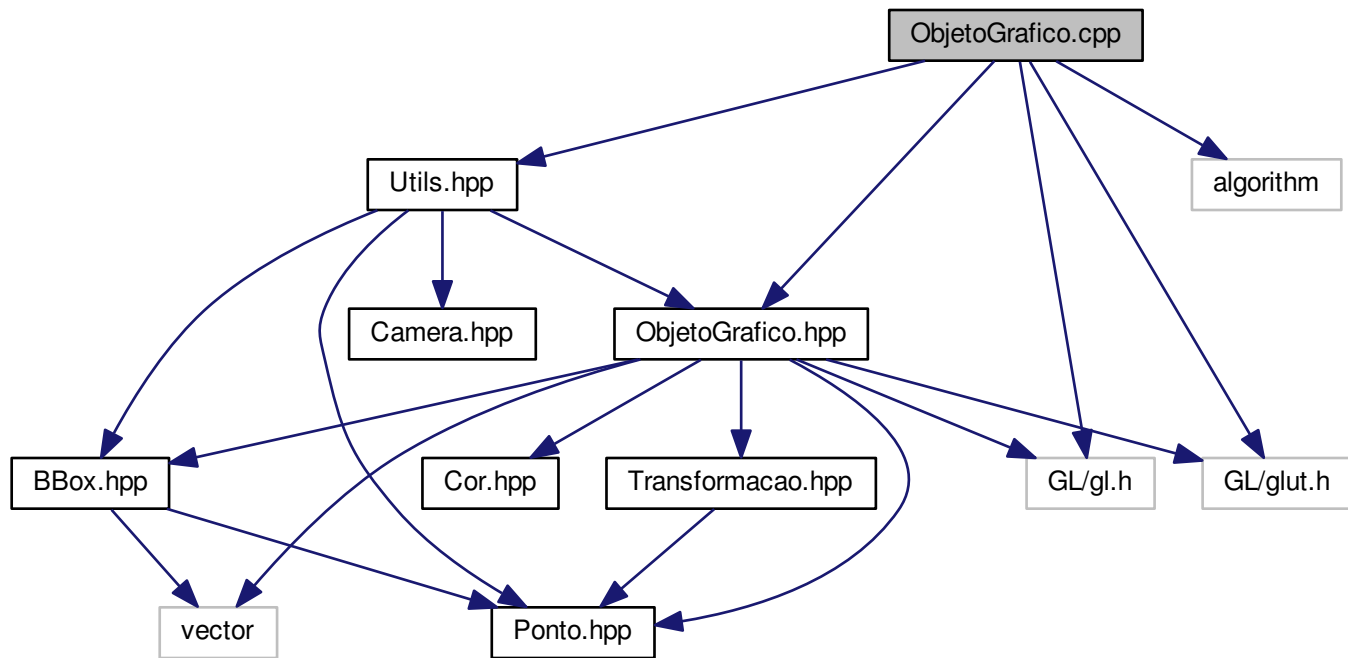 ObjetoGrafico.cpp
Utils.hpp
algorithm
Camera.hpp
ObjetoGrafico.hpp
BBox.hpp
Cor.hpp
Transformacao.hpp
GL/gl.h
GL/glut.h
vector
Ponto.hpp